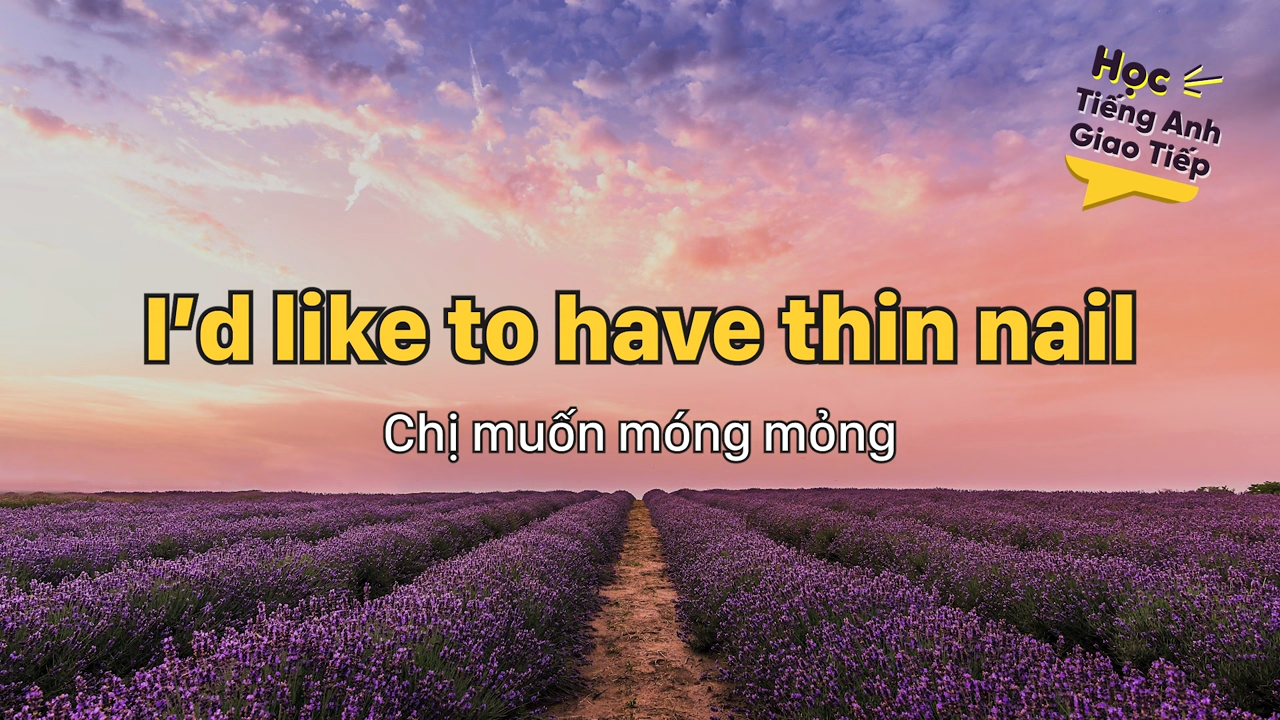 Học
Tiếng Anh
Giao Tiếp
I’d like to have thin nail
Chị muốn móng mỏng